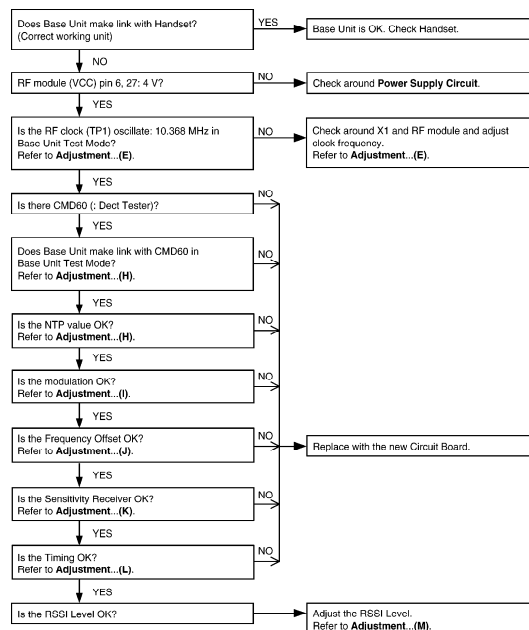 Does Base Unit make link with Handset?
(Correct working unit)
YES
Base Unit is OK. Check Handset.
NO
RF module (VCC) pin 6, 27: 4 V?
NO
Check around Power Supply Circuit.
YES
Is the RF clock (TP1) oscillate: 10.368 MHz in
Base Unit Test Mode?
Refer to Adjustment...(E).
NO
Check around X1 and RF module and adjust
clock frequency.
Refer to Adjustment...(E).
YES
Is there CMD60 (: Dect Tester)?
NO
YES
Does Base Unit make link with CMD60 in
Base Unit Test Mode?
Refer to Adjustment...(H).
NO
YES
Is the NTP value OK?
Refer to Adjustment...(H).
NO
YES
Is the modulation OK?
Refer to Adjustment...(I).
NO
YES
Is the Frequency Offset OK?
Refer to Adjustment...(J).
NO
Replace with the new Circuit Board.
YES
Is the Sensitivity Receiver OK?
Refer to Adjustment...(K).
NO
YES
Is the Timing OK?
Refer to Adjustment...(L).
NO
YES
Is the RSSI Level OK?
Adjust the RSSI Level.
Refer to Adjustment...(M).